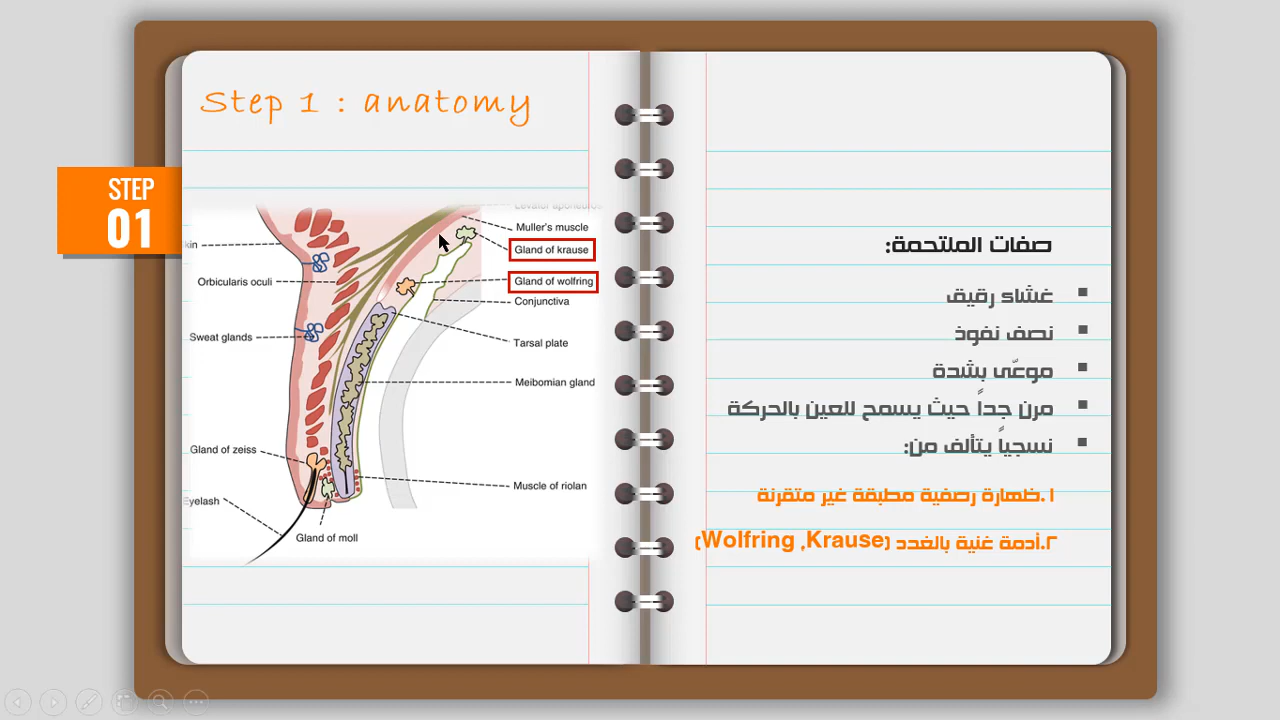 Step 1 : anatomy
STEP
01
Levator aponeuros
Muller's muscle
Gland of krause
kin
Orbicularis oculi
Gland of wolfring
Conjunctiva
Sweat glands
Tarsal plate
Meibomian gland
Gland of zeiss
Muscle of riolan
Eyelash
Gland of moll
صفات الملتحمة:
▪ غشاء رقيق
▪ نصف نفوذ
▪ موعّى بشدة
▪ مرن جداً حيث يسمح للعين بالحركة
▪ نسجياً يتألف من:
١.ظهارة رصفية مطبقة غير متقرنة
٢.أدمة غنية بالغدد (Wolfring ,Krause)